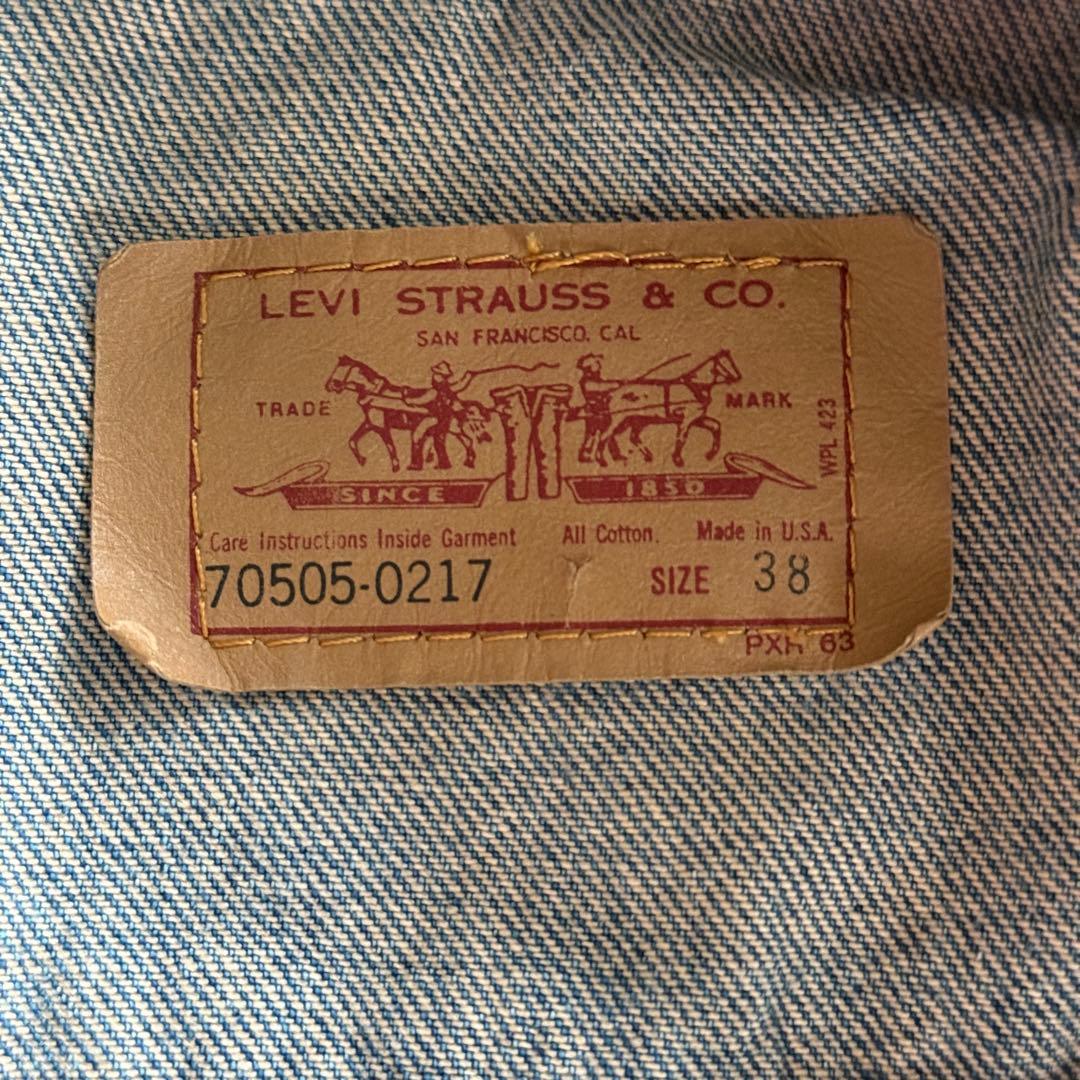 LEVI STRAUSS & CO.
SAN FRANCISCO, CAL
TRADE MARK
WPL 423
SINCE 1850
Care Instructions Inside Garment All Cotton. Made in U.S.A.
70505-0217 SIZE 38
63